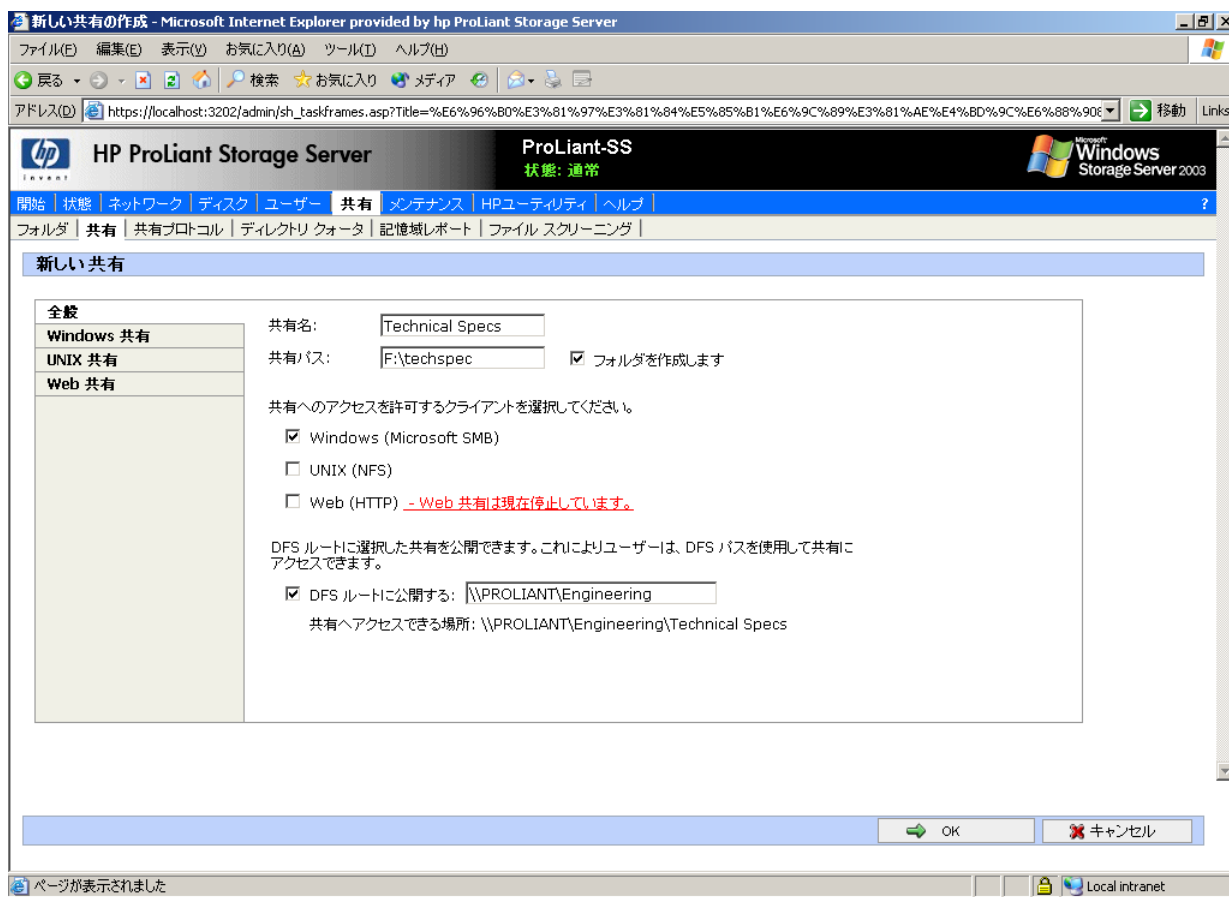 新しい共有の作成 - Microsoft Internet Explorer provided by hp ProLiant Storage Server
ファイル(F) 編集(E) 表示(V) お気に入り(A) ツール(T) ヘルプ(H)
戻る 検索 お気に入り メディア
アドレス(D) https://localhost:3202/admin/sh_taskframes.asp?Title=%E6%96%B0%E3%81%97%E3%81%84%E5%85%B1%E6%9C%89%E3%81%AE%E4%BD%9C%E6%88%90 移動 Links
hp
invent
HP ProLiant Storage Server
ProLiant-SS
状態: 通常
Microsoft
Windows
Storage Server 2003
開始 状態 ネットワーク ディスク ユーザー 共有 メンテナンス HPユーティリティ ヘルプ ?
フォルダ 共有 共有プロトコル ディレクトリ クォータ 記憶域レポート ファイル スクリーニング
新しい共有
全般
Windows 共有
UNIX 共有
Web 共有
共有名: Technical Specs
共有パス: F:\techspec フォルダを作成します
共有へのアクセスを許可するクライアントを選択してください。
Windows (Microsoft SMB)
UNIX (NFS)
Web (HTTP) - Web 共有は現在停止しています。
DFS ルートに選択した共有を公開できます。これによりユーザーは、DFS パスを使用して共有に
アクセスできます。
DFS ルートに公開する: \\PROLIANT\Engineering
共有へアクセスできる場所: \\PROLIANT\Engineering\Technical Specs
OK キャンセル
ページが表示されました Local intranet